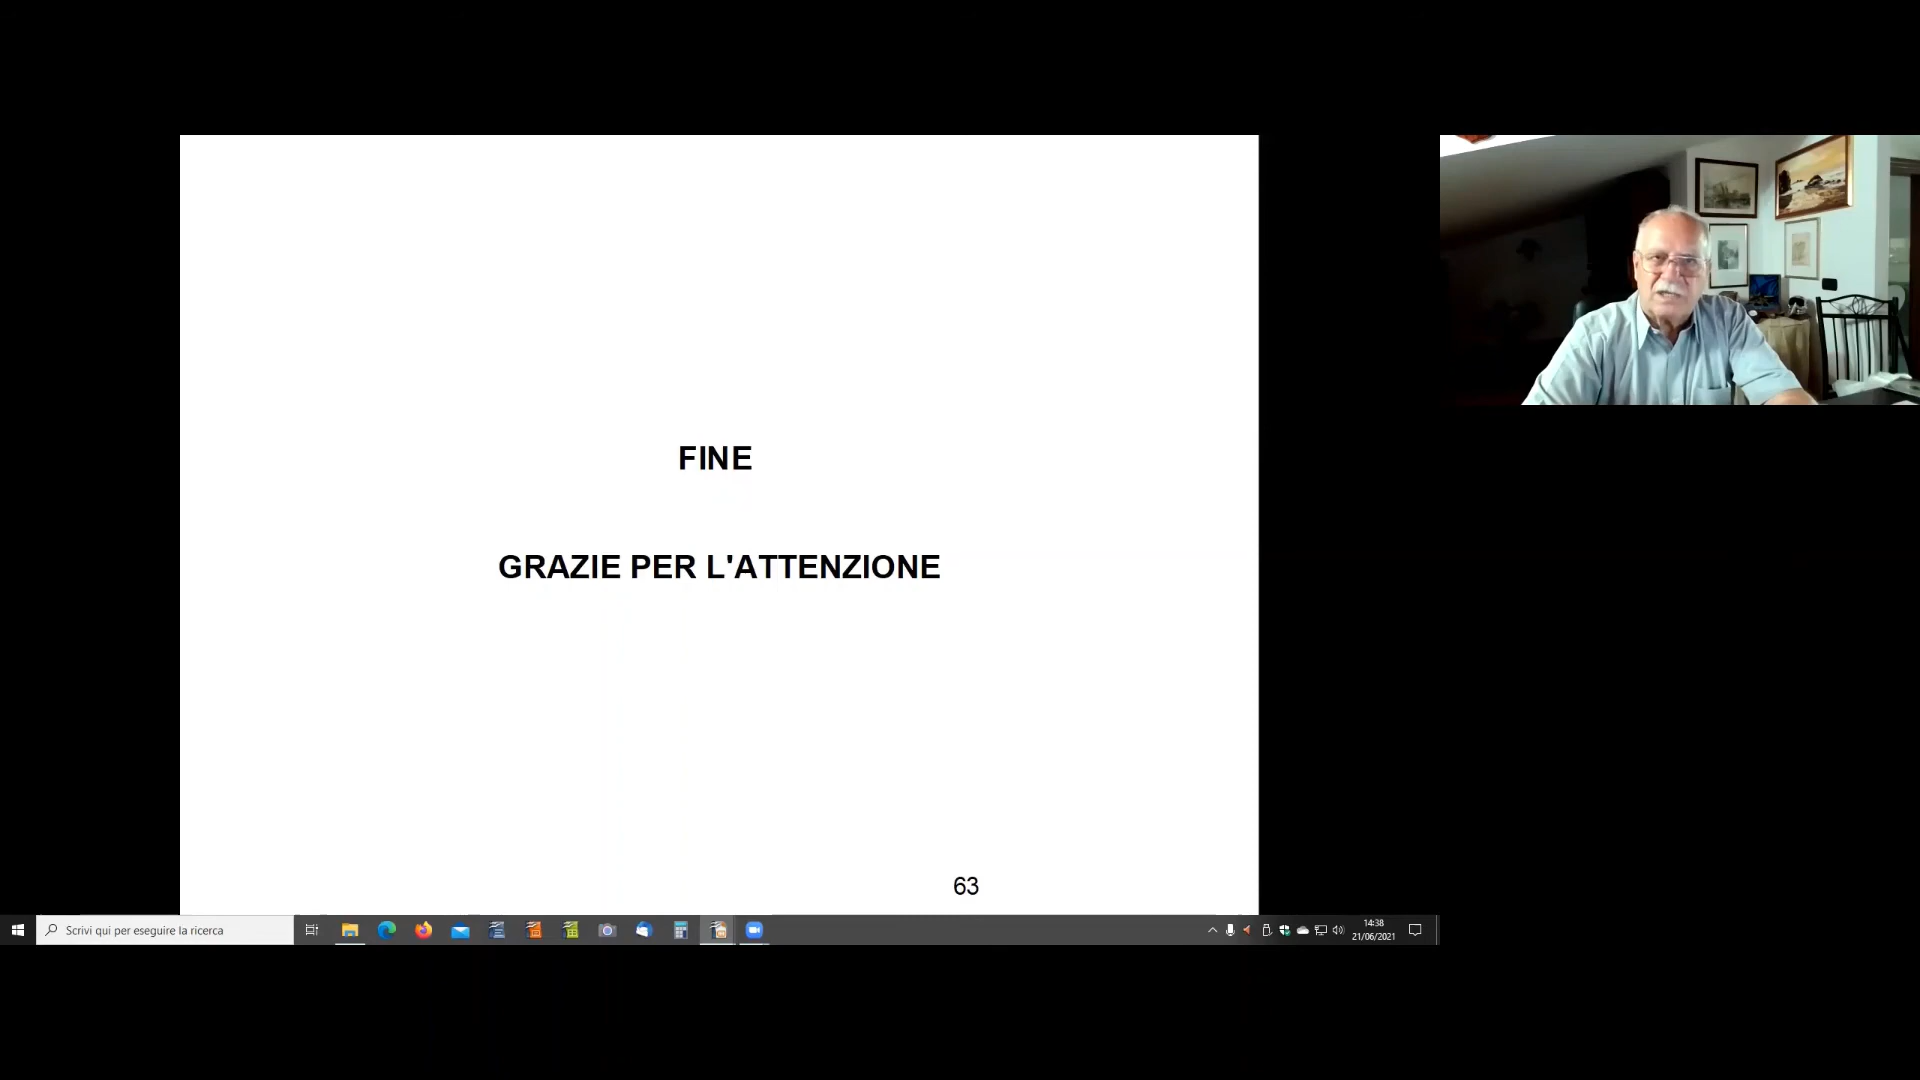 FINE
GRAZIE PER L'ATTENZIONE
63
Scrivi qui per eseguire la ricerca
14:38
21/06/2021